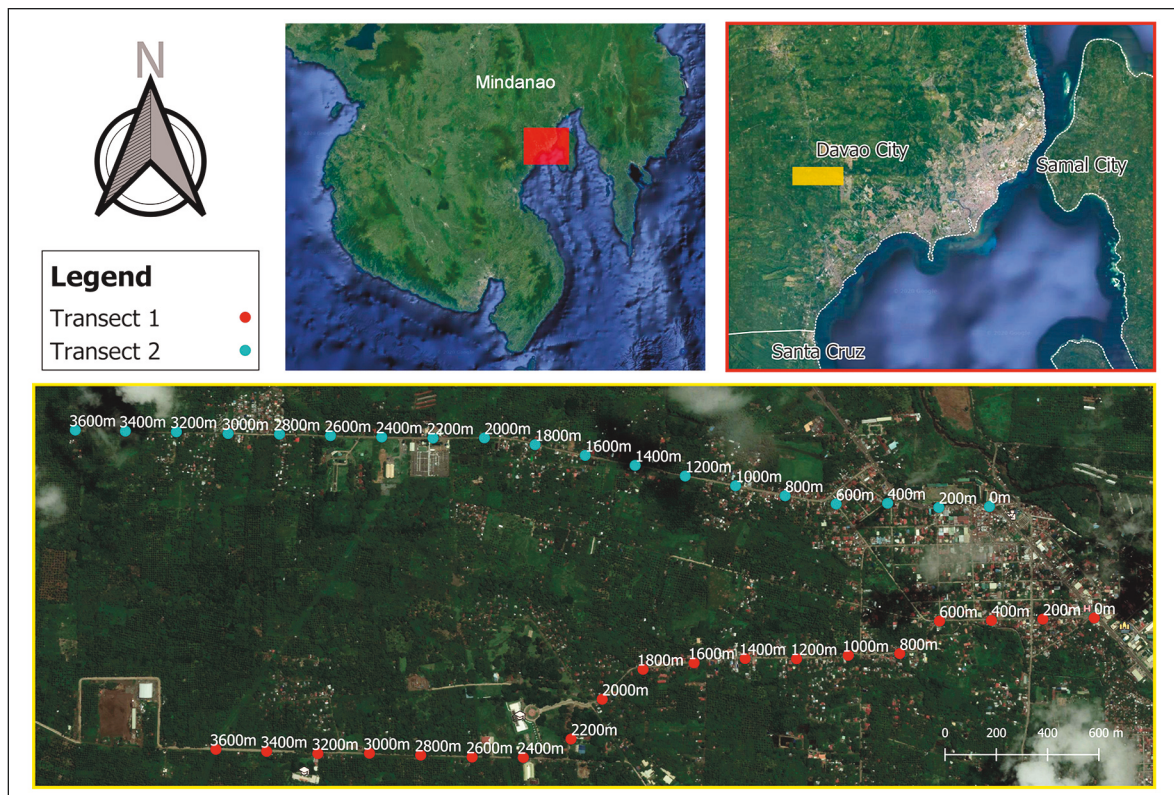 N
Legend
Transect 1
Transect 2
Mindanao
Davao City
Samal City
Santa Cruz
3600m 3400m 3200m 3000m 2800m 2600m 2400m 2200m 2000m
1800m
1600m
1400m
1200m
1000m
800m
600m 400m 200m 0m
600m 400m 200m H 0m
1800m 1600m 1400m 1200m 1000m 800m
2000m
2200m
3600m 3400m 3200m 3000m 2800m 2600m 2400m
0 200 400 600 m